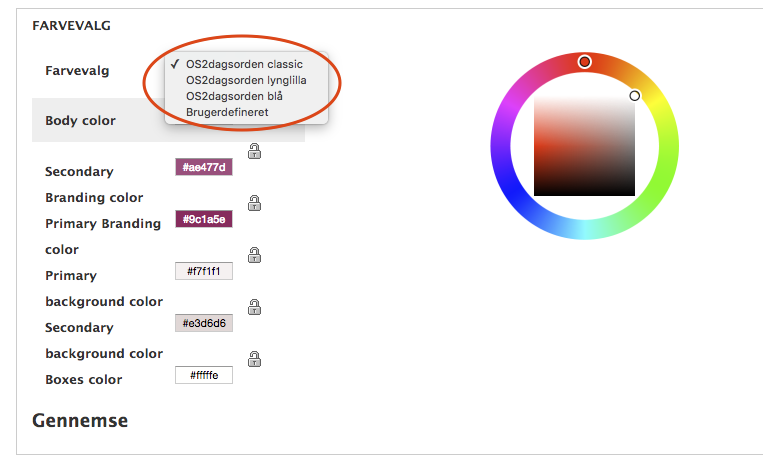 FARVEVALG
Farvevalg
✓ OS2dagsorden classic
OS2dagsorden lynglilla
OS2dagsorden blå
Brugerdefineret
Body color
Secondary
Branding color
#ae477d
Primary Branding
color
#9c1a5e
Primary
background color
#f7f1f1
Secondary
background color
#e3d6d6
Boxes color
#fffffe
Gennemse